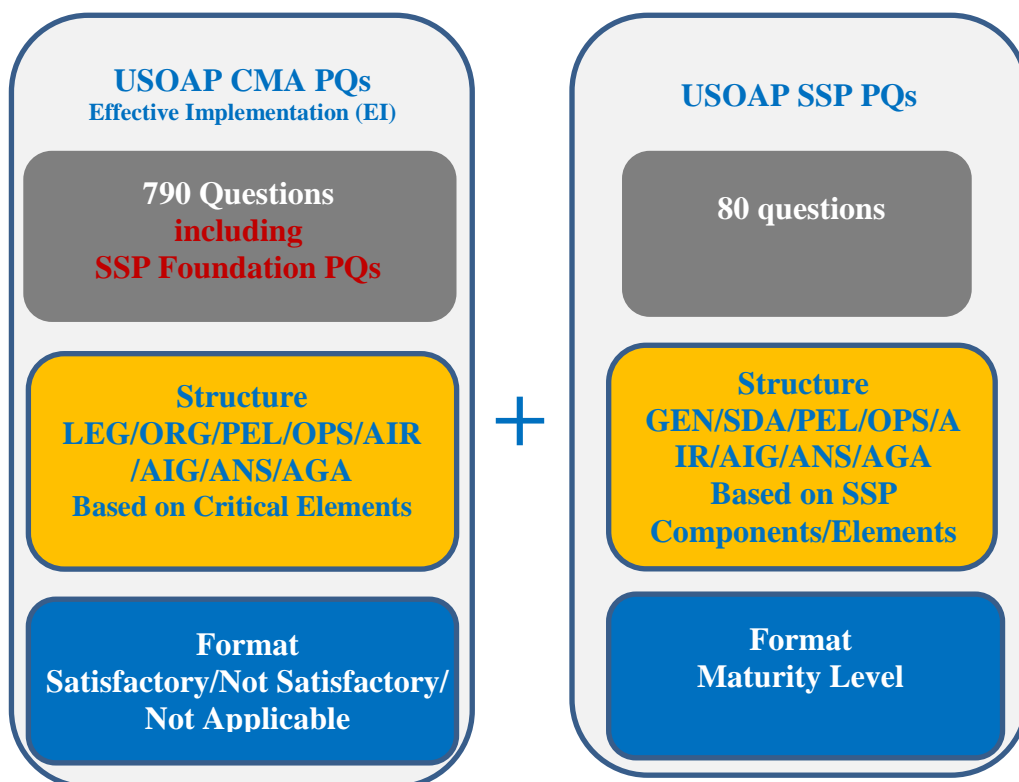 USOAP CMA PQs
Effective Implementation (EI)
790 Questions
including
SSP Foundation PQs
Structure
LEG/ORG/PEL/OPS/AIR
/AIG/ANS/AGA
Based on Critical Elements
Format
Satisfactory/Not Satisfactory/
Not Applicable
+
USOAP SSP PQs
80 questions
Structure
GEN/SDA/PEL/OPS/A
IR/AIG/ANS/AGA
Based on SSP
Components/Elements
Format
Maturity Level